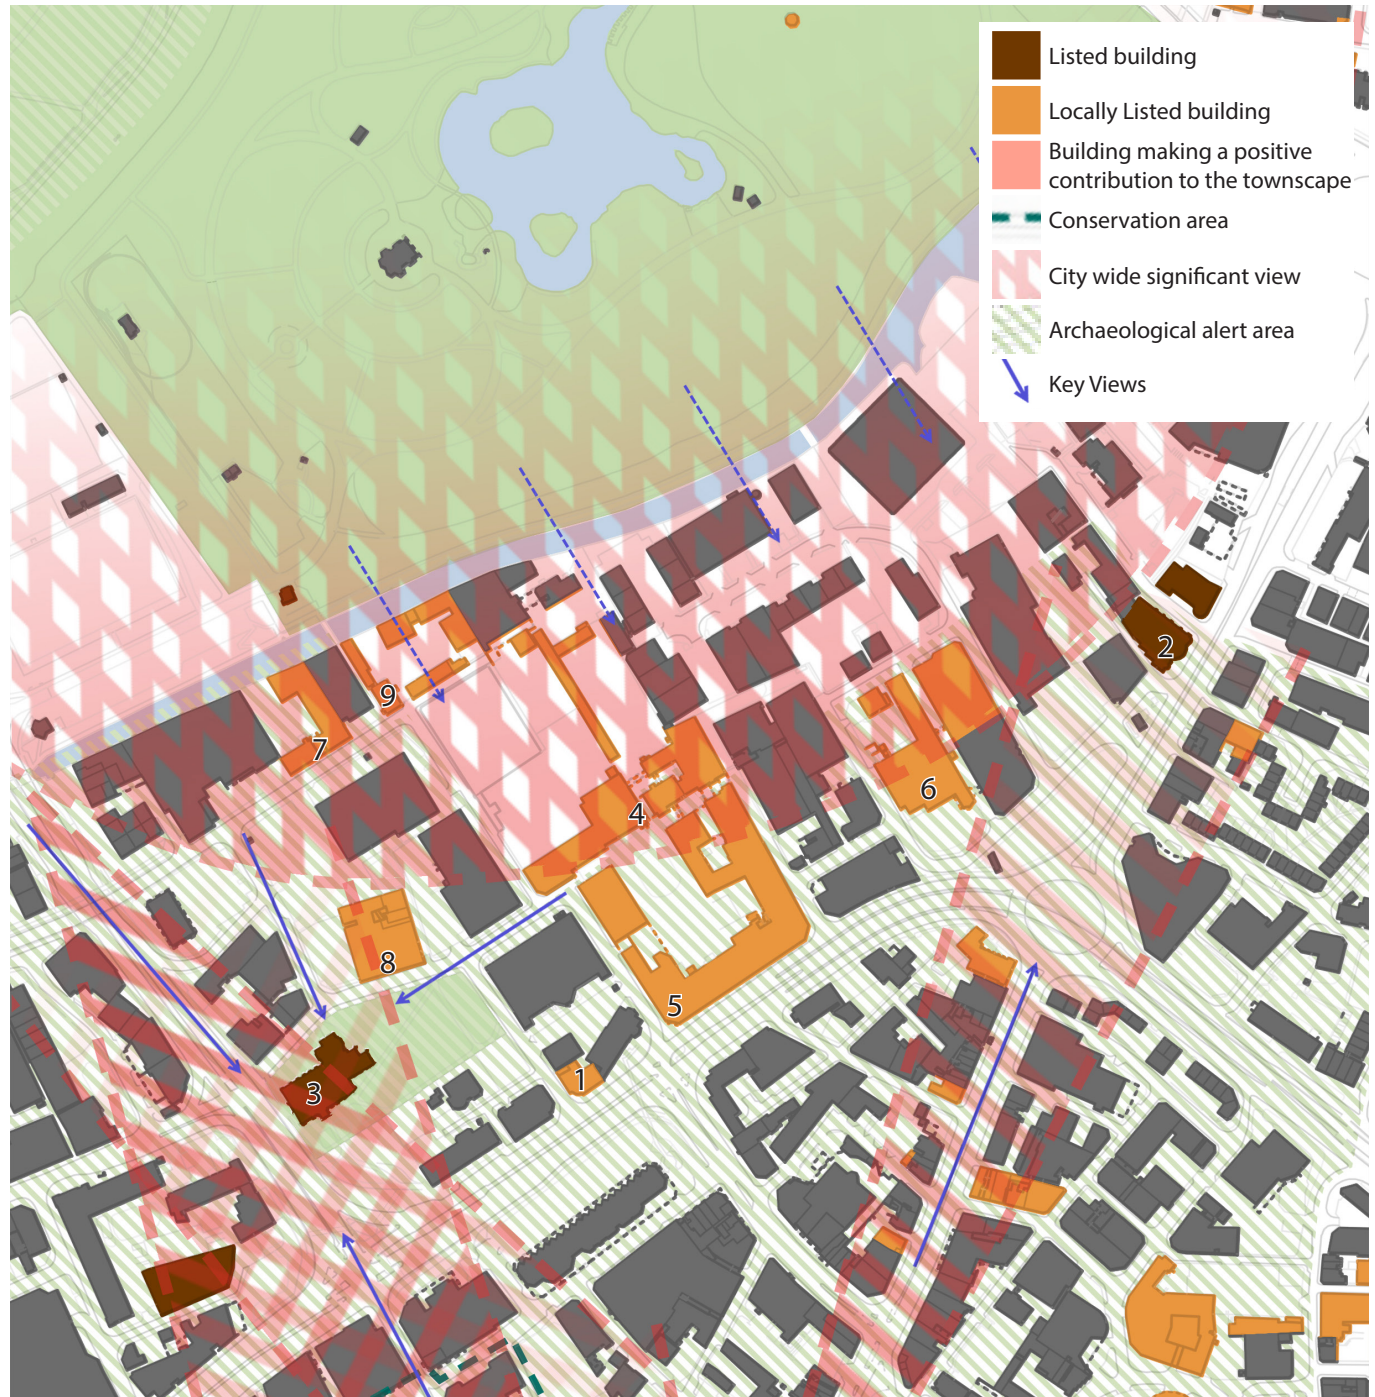 Listed building
Locally Listed building
Building making a positive
contribution to the townscape
Conservation area
City wide significant view
Archaeological alert area
Key Views
2
9
7
6
4
8
5
1
3